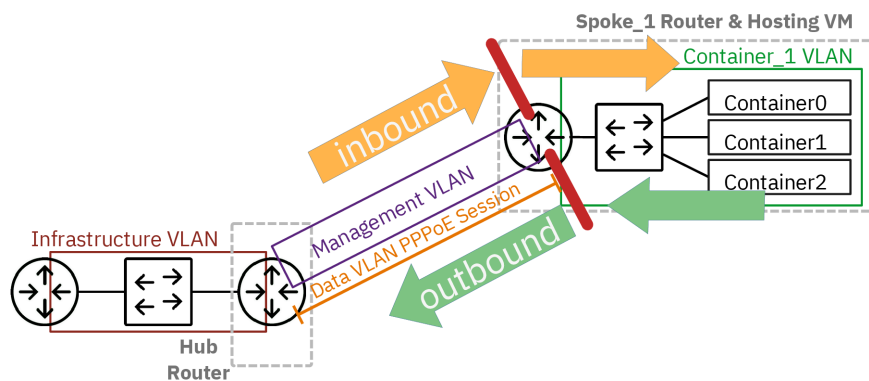 Spoke_1 Router & Hosting VM
Container_1 VLAN
inbound
Container0
Container1
Container2
Management VLAN
Data VLAN PPPoE Session
outbound
Infrastructure VLAN
Hub
Router